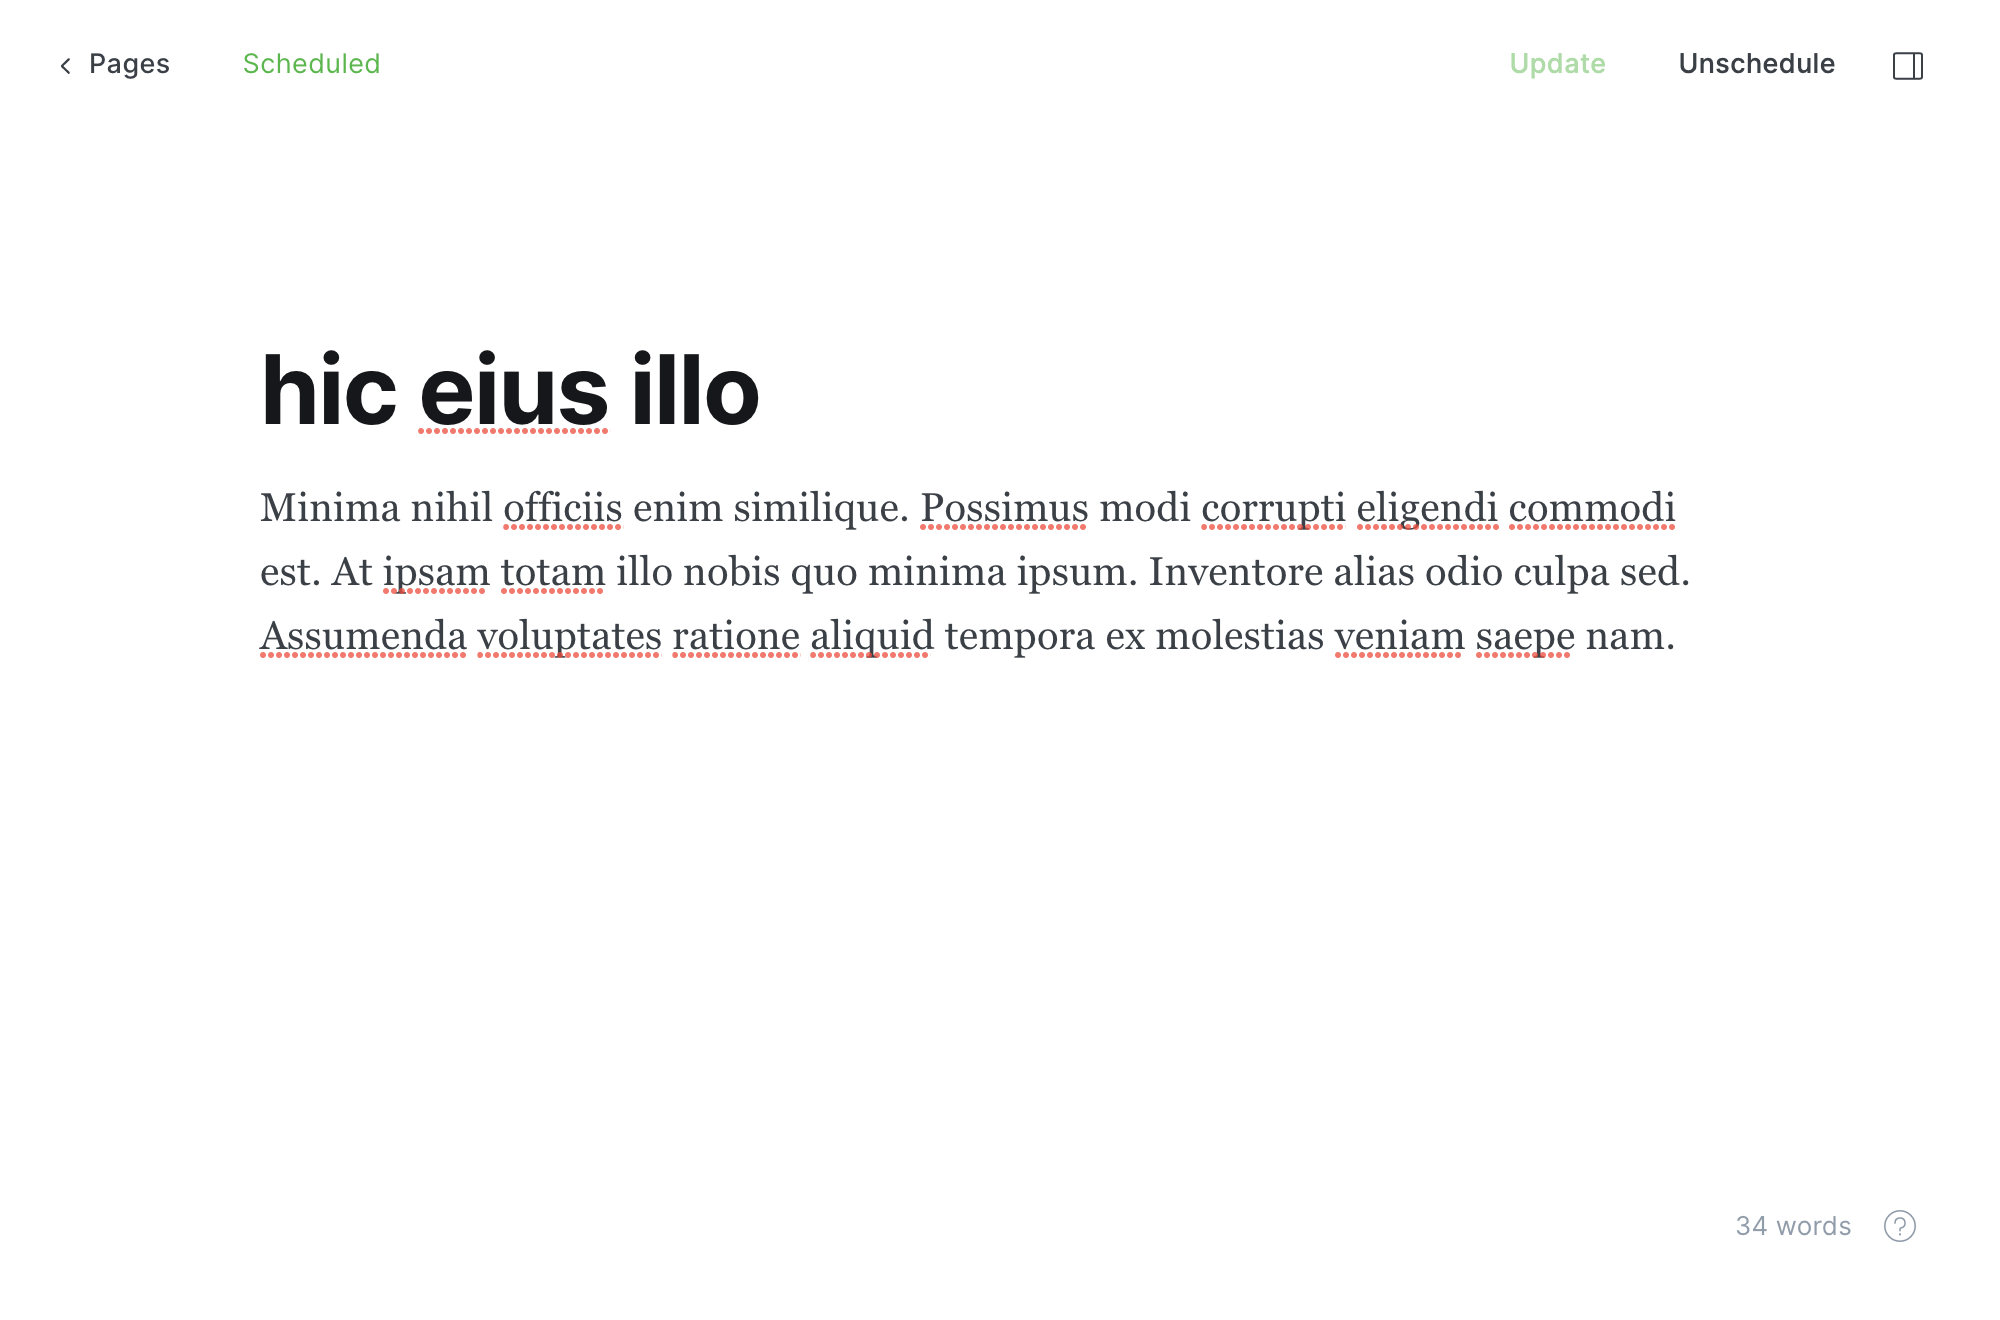 Pages
Scheduled
Update
Unschedule
hic eius illo
Minima nihil officiis enim similique. Possimus modi corrupti eligendi commodi
est. At ipsam totam illo nobis quo minima ipsum. Inventore alias odio culpa sed.
Assumenda voluptates ratione aliquid tempora ex molestias veniam saepe nam.
34 words
?